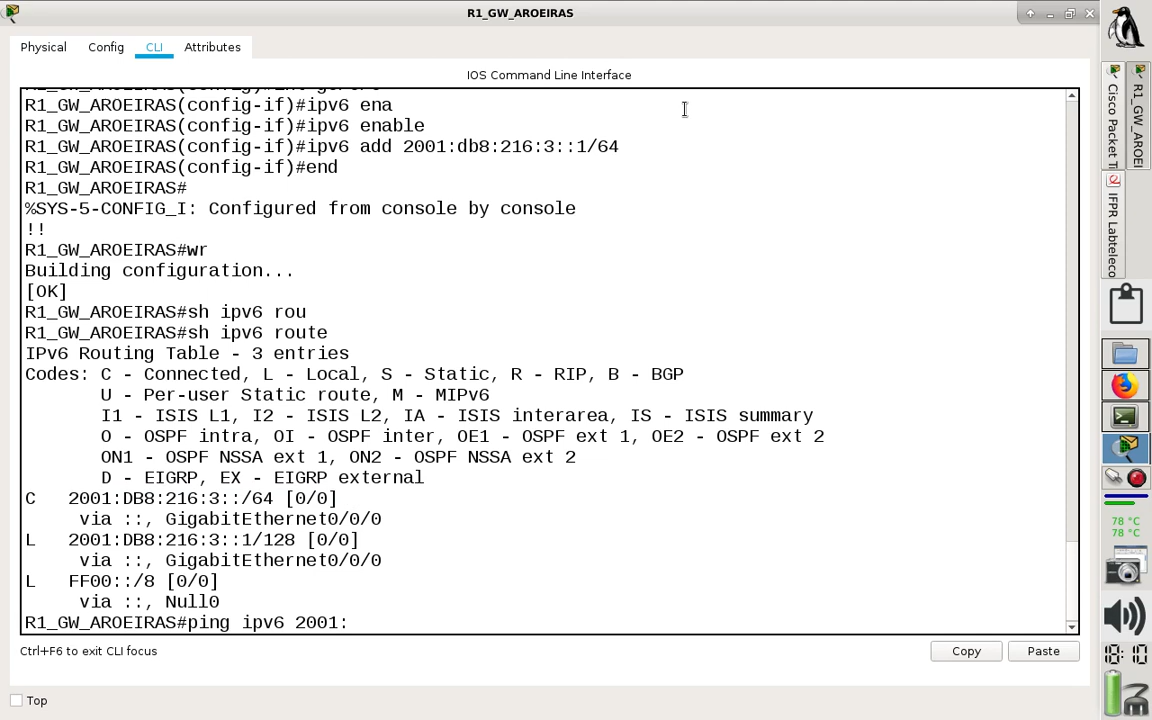 R1_GW_AROEIRAS
Physical
Config
CLI
Attributes
IOS Command Line Interface
R1_GW_AROEIRAS(config-if)#ipv6 ena
R1_GW_AROEIRAS(config-if)#ipv6 enable
R1_GW_AROEIRAS(config-if)#ipv6 add 2001:db8:216:3::1/64
R1_GW_AROEIRAS(config-if)#end
R1_GW_AROEIRAS#
%SYS-5-CONFIG_I: Configured from console by console
!!
R1_GW_AROEIRAS#wr
Building configuration...
[OK]
R1_GW_AROEIRAS#sh ipv6 rou
R1_GW_AROEIRAS#sh ipv6 route
IPv6 Routing Table - 3 entries
Codes: C - Connected, L - Local, S - Static, R - RIP, B - BGP
U - Per-user Static route, M - MIPv6
I1 - ISIS L1, I2 - ISIS L2, IA - ISIS interarea, IS - ISIS summary
O - OSPF intra, OI - OSPF inter, OE1 - OSPF ext 1, OE2 - OSPF ext 2
ON1 - OSPF NSSA ext 1, ON2 - OSPF NSSA ext 2
D - EIGRP, EX - EIGRP external
C 2001:DB8:216:3::/64 [0/0]
via ::, GigabitEthernet0/0/0
L 2001:DB8:216:3::1/128 [0/0]
via ::, GigabitEthernet0/0/0
L FF00::/8 [0/0]
via ::, Null0
R1_GW_AROEIRAS#ping ipv6 2001:
Ctrl+F6 to exit CLI focus
Copy
Paste
Top
Cisco Packet T
R1_GW_AROEI
IFPR Labteleco
78 °C
78 °C
18:10